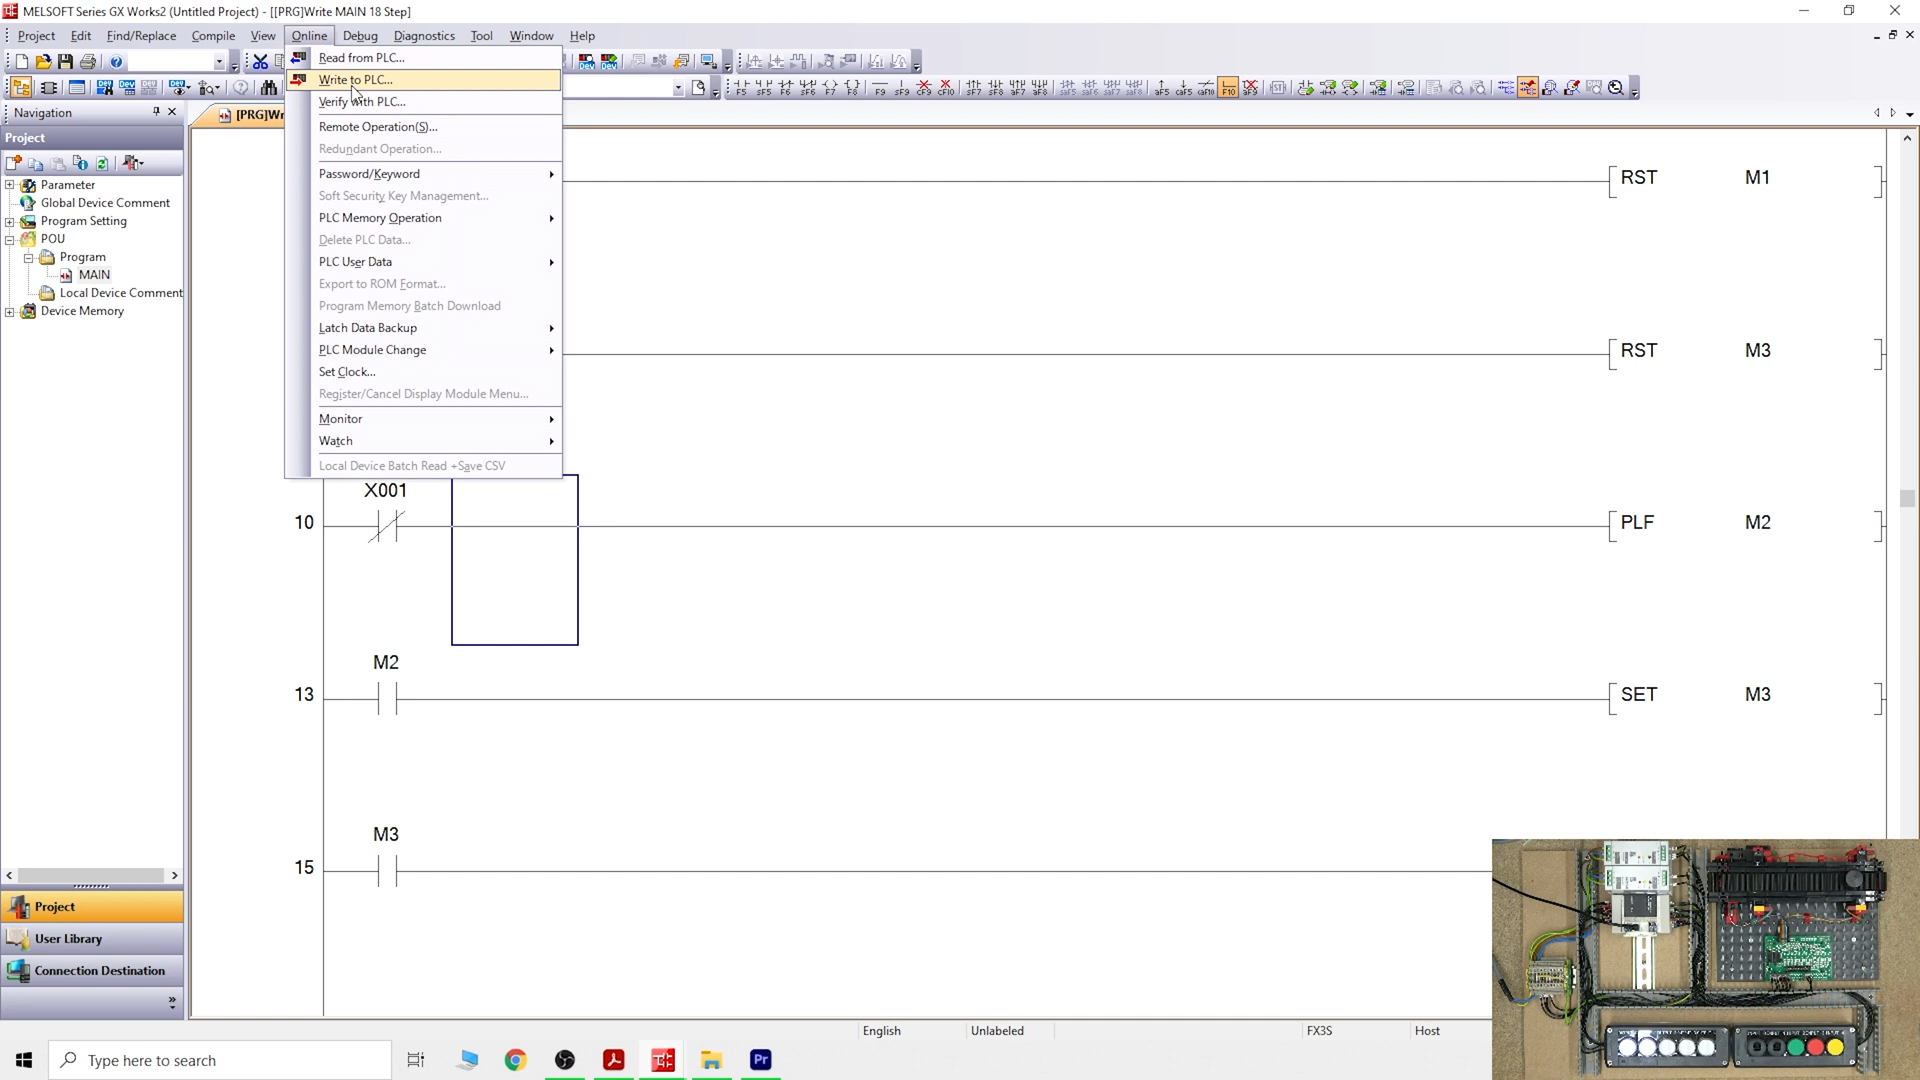 MELSOFT Series GX Works2 (Untitled Project) - [[PRG]Write MAIN 18 Step]
Project Edit Find/Replace Compile View Online Debug Diagnostics Tool Window Help
Navigation
Project
Parameter
Global Device Comment
Program Setting
POU
Program
MAIN
Local Device Comment
Device Memory
Project
User Library
Connection Destination
[PRG]Wr
Read from PLC...
Write to PLC...
Verify with PLC...
Remote Operation(S)...
Redundant Operation...
Password/Keyword
Soft Security Key Management...
PLC Memory Operation
Delete PLC Data...
PLC User Data
Export to ROM Format...
Program Memory Batch Download
Latch Data Backup
PLC Module Change
Set Clock...
Register/Cancel Display Module Menu...
Monitor
Watch
Local Device Batch Read +Save CSV
RST M1
RST M3
X001
10 PLF M2
M2
13 SET M3
M3
15
English Unlabeled FX3S Host
Type here to search
Pr